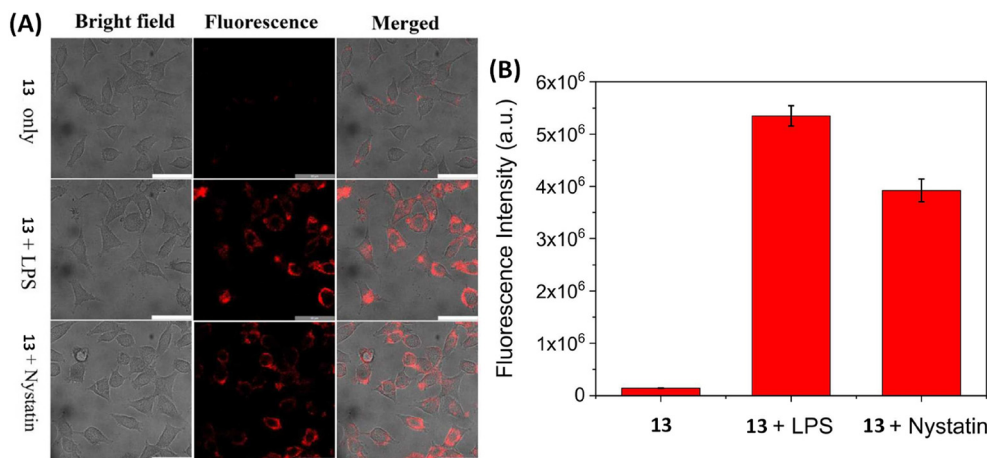 (A)
Bright field Fluorescence Merged
13 only
13 + LPS
13 + Nystatin
(B)
Fluorescence Intensity (a.u.)
6x10⁶
5x10⁶
4x10⁶
3x10⁶
2x10⁶
1x10⁶
0
13 13 + LPS 13 + Nystatin